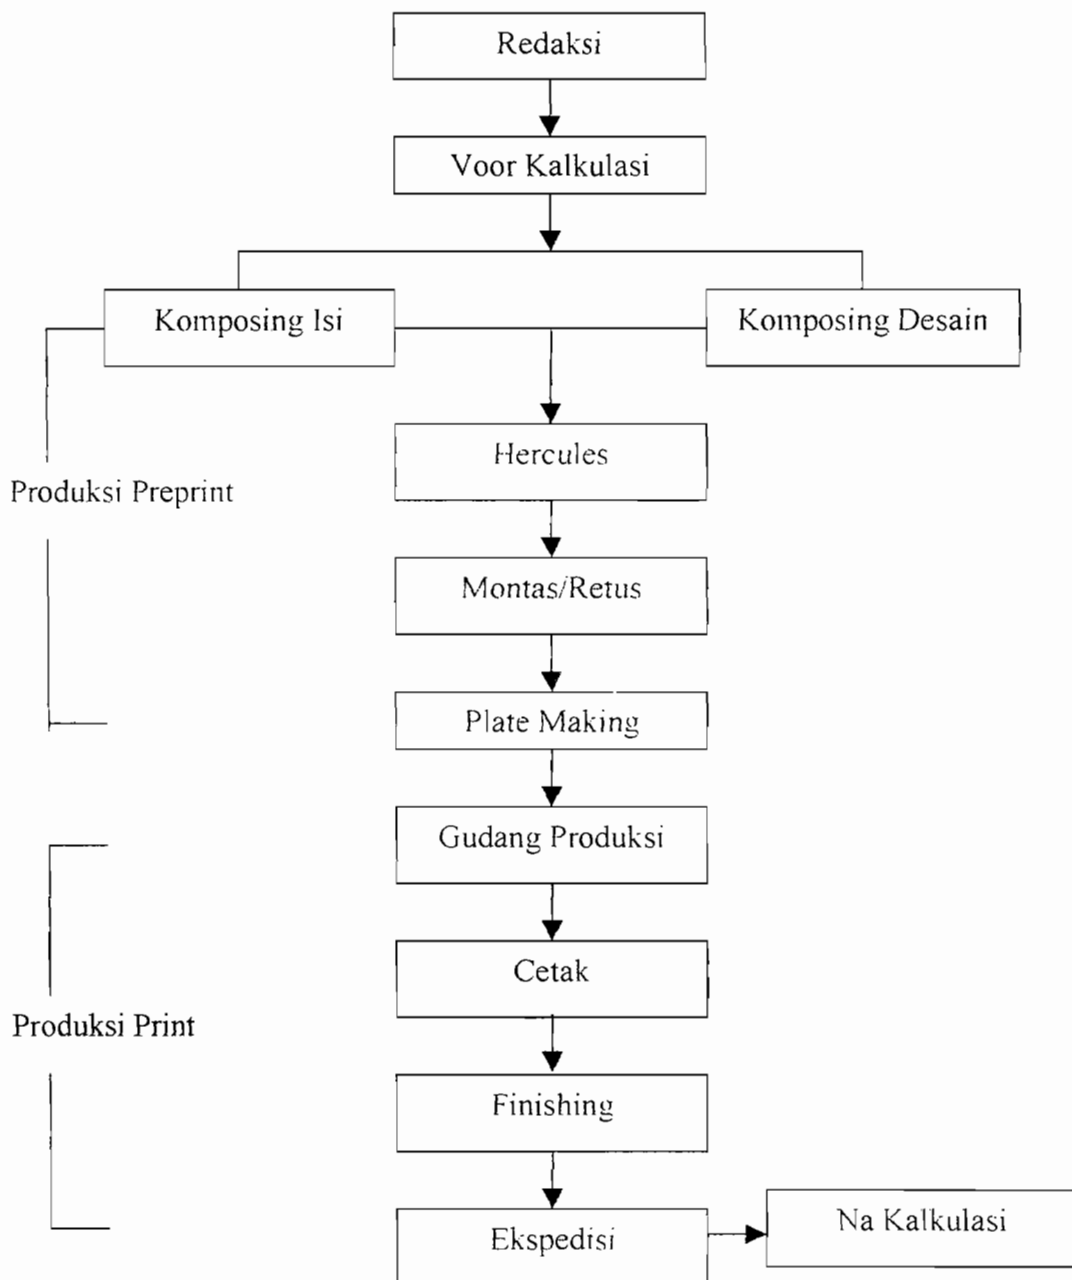 Redaksi
Voor Kalkulasi
Komposing Isi
Komposing Desain
Hercules
Produksi Preprint
Montas/Retus
Plate Making
Gudang Produksi
Cetak
Produksi Print
Finishing
Ekspedisi
Na Kalkulasi